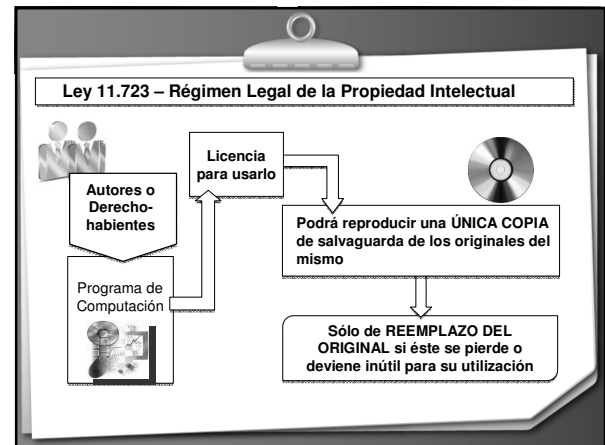 Ley 11.723 – Régimen Legal de la Propiedad Intelectual
Autores o
Derecho-
habientes
Programa de
Computación
Licencia
para usarlo
Podrá reproducir una ÚNICA COPIA
de salvaguarda de los originales del
mismo
Sólo de REEMPLAZO DEL
ORIGINAL si éste se pierde o
deviene inútil para su utilización